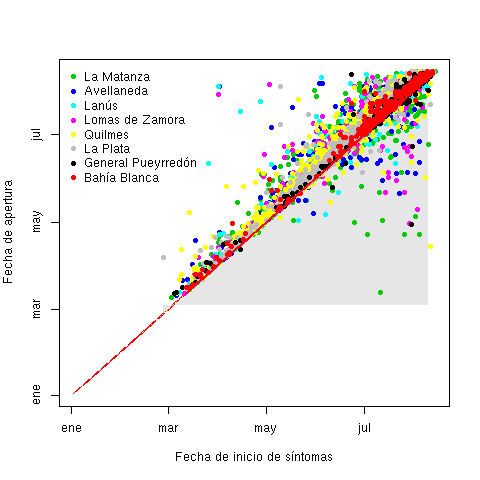 La Matanza
Avellaneda
Lanús
Lomas de Zamora
Quilmes
La Plata
General Pueyrredón
Bahía Blanca
Fecha de apertura
jul
may
mar
ene
ene mar may jul
Fecha de inicio de síntomas